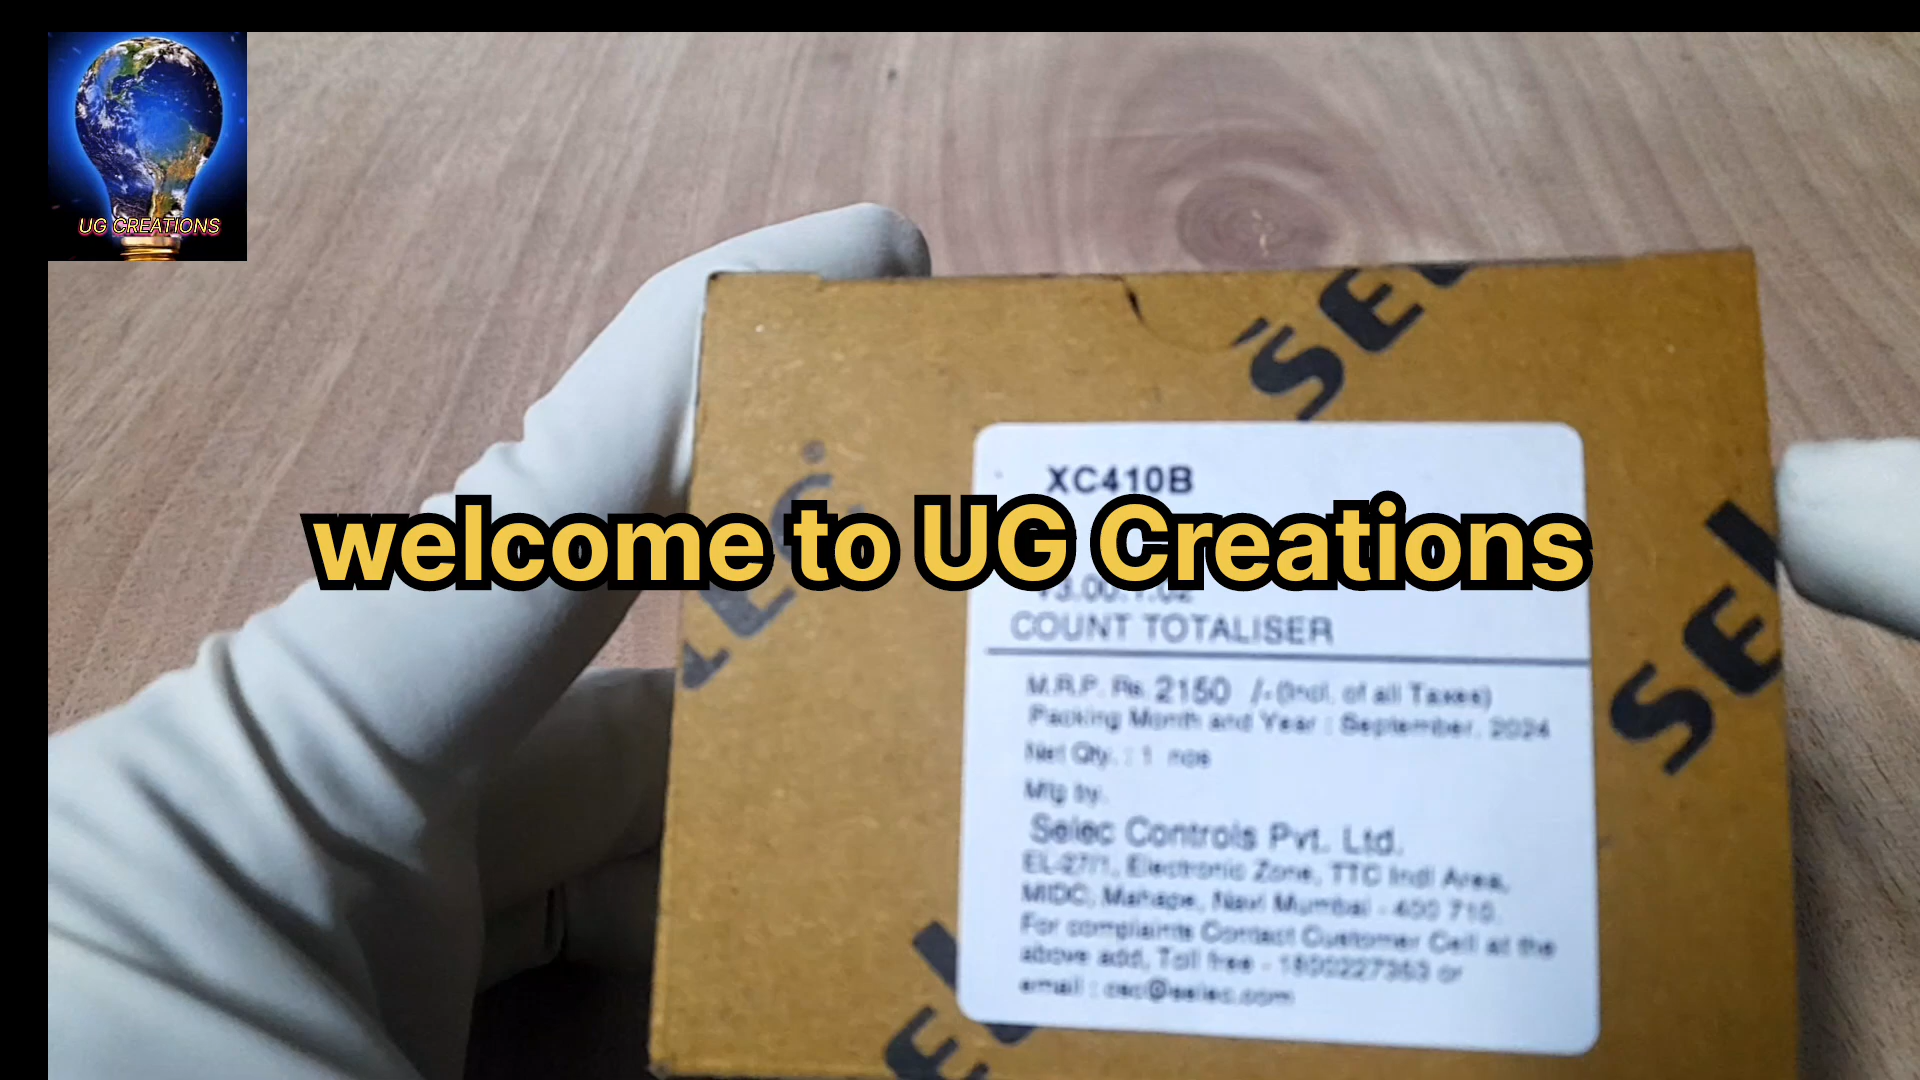 UG CREATIONS
SEL
SEL
XC410B
welcome to UG Creations
COUNT TOTALISER
M.R.P. Rs. 2150 /- (Incl. of all Taxes)
Packing Month and Year : September, 2024
Net Qty. : 1 nos
Mfg by.
Selec Controls Pvt. Ltd.
EL-27/1, Electronic Zone, TTC Indl Area,
MIDC, Mahape, Navi Mumbai - 400 710.
For complaints Contact Customer Cell at the
above add, Toll free - 1800227353 or
email : csc@selec.com